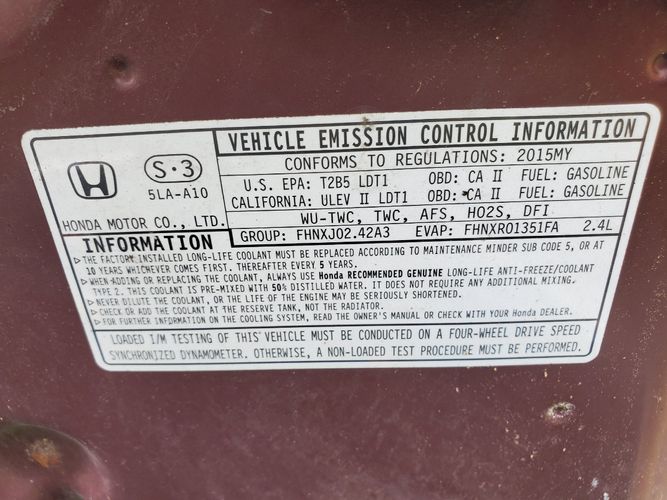 VEHICLE EMISSION CONTROL INFORMATION
CONFORMS TO REGULATIONS: 2015MY
S·3
5LA-A10
U.S. EPA: T2B5 LDT1 OBD: CA II FUEL: GASOLINE
CALIFORNIA: ULEV II LDT1 OBD: CA II FUEL: GASOLINE
HONDA MOTOR CO., LTD.
WU-TWC, TWC, AFS, HO2S, DFI
GROUP: FHNXJ02.42A3 EVAP: FHNXR01351FA 2.4L
INFORMATION
▷THE FACTORY INSTALLED LONG-LIFE COOLANT MUST BE REPLACED ACCORDING TO MAINTENANCE MINDER SUB CODE 5, OR AT
10 YEARS WHICHEVER COMES FIRST. THEREAFTER EVERY 5 YEARS.
▷WHEN ADDING OR REPLACING THE COOLANT, ALWAYS USE Honda RECOMMENDED GENUINE LONG-LIFE ANTI-FREEZE/COOLANT
TYPE 2. THIS COOLANT IS PRE-MIXED WITH 50% DISTILLED WATER. IT DOES NOT REQUIRE ANY ADDITIONAL MIXING.
▷NEVER DILUTE THE COOLANT, OR THE LIFE OF THE ENGINE MAY BE SERIOUSLY SHORTENED.
▷CHECK OR ADD THE COOLANT AT THE RESERVE TANK, NOT THE RADIATOR.
▷FOR FURTHER INFORMATION ON THE COOLING SYSTEM, READ THE OWNER'S MANUAL OR CHECK WITH YOUR Honda DEALER.
LOADED I/M TESTING OF THIS VEHICLE MUST BE CONDUCTED ON A FOUR-WHEEL DRIVE SPEED
SYNCHRONIZED DYNAMOMETER. OTHERWISE, A NON-LOADED TEST PROCEDURE MUST BE PERFORMED.